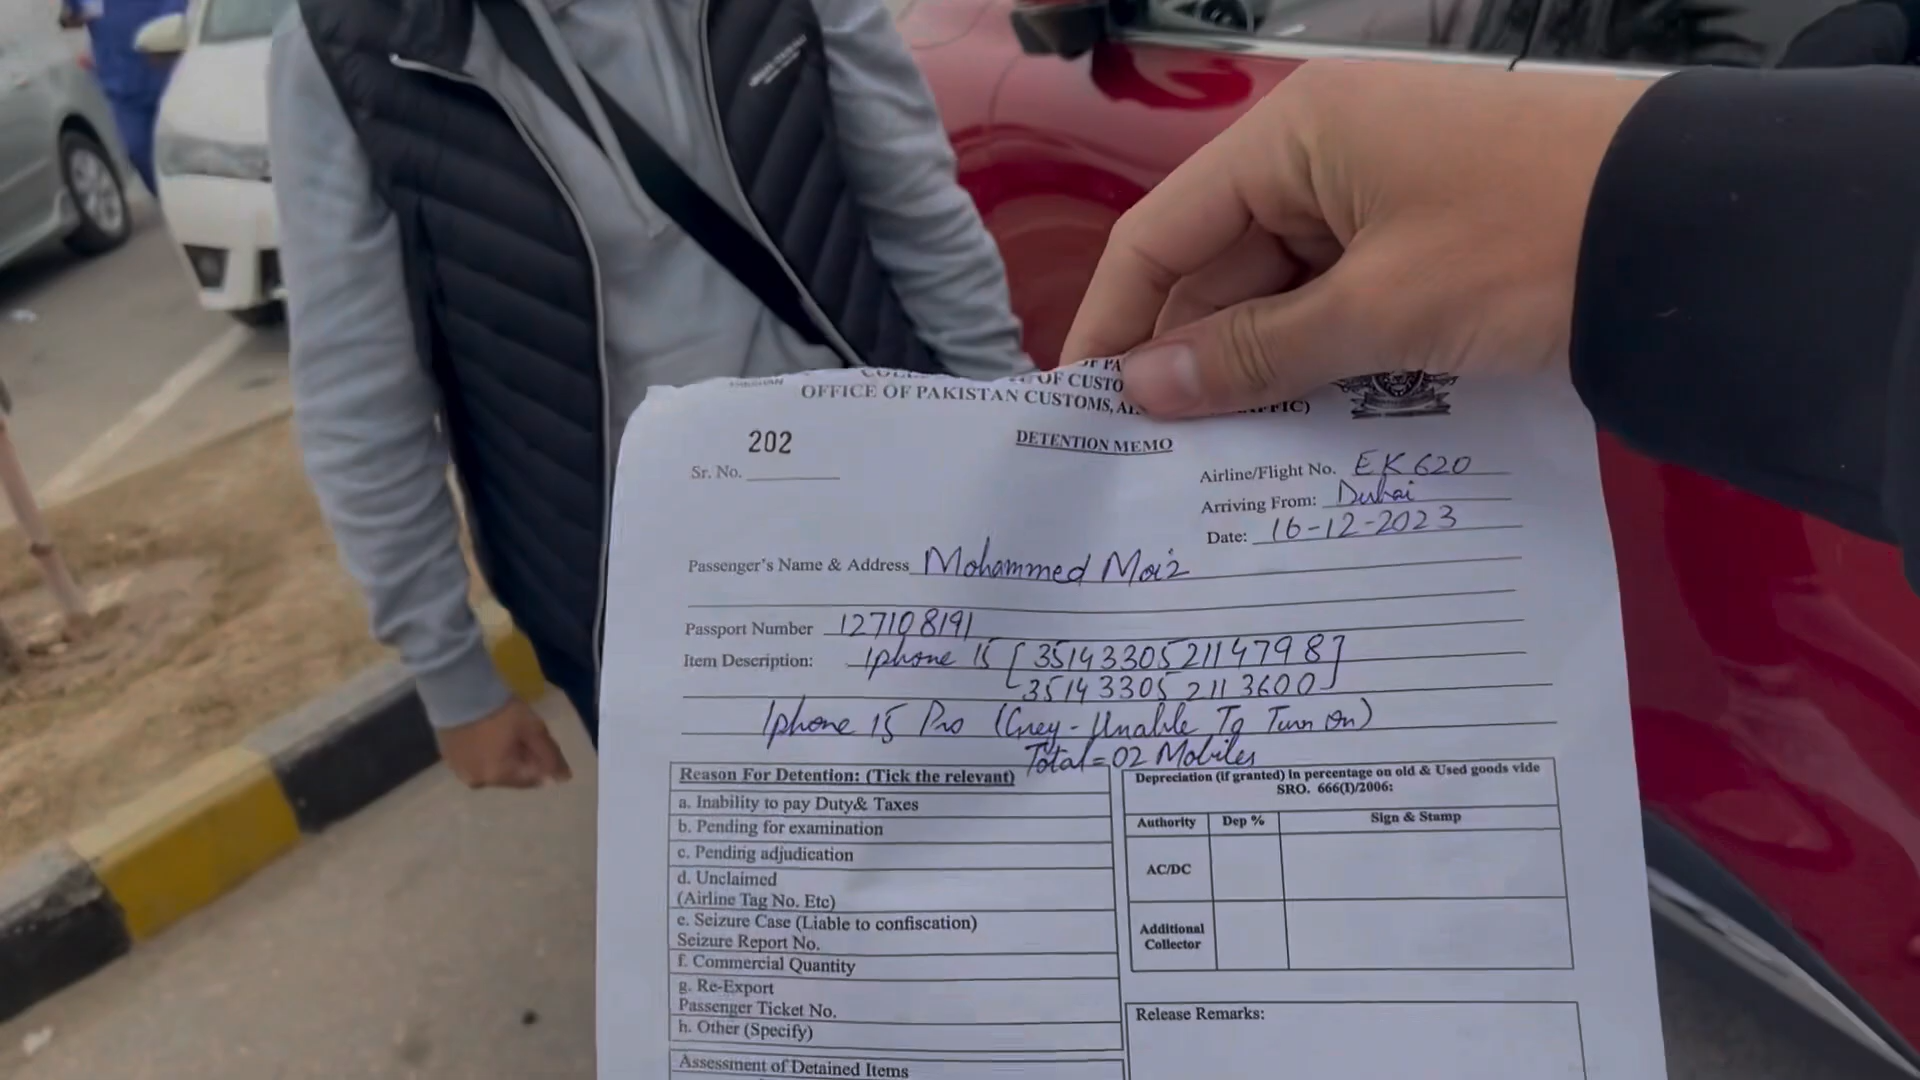 OF CUSTO
OFFICE OF PAKISTAN CUSTOMS,
202
Sr. No.
DETENTION MEMO
Airline/Flight No. EK 620
Arriving From: Dubai
Date: 16-12-2023
Passenger's Name & Address Mohammed Moiz
Passport Number 127108191
Item Description: Iphone 15 [351433052114798]
351433052113600]
Iphone 15 Pro (Grey - Unable To Turn On)
Total = 02 Mobiles
Reason For Detention: (Tick the relevant)
a. Inability to pay Duty& Taxes
b. Pending for examination
c. Pending adjudication
d. Unclaimed
(Airline Tag No. Etc)
e. Seizure Case (Liable to confiscation)
Seizure Report No.
f. Commercial Quantity
g. Re-Export
Passenger Ticket No.
h. Other (Specify)
Assessment of Detained Items
Depreciation (if granted) in percentage on old & Used goods vide
SRO. 666(I)/2006:
Authority Dep % Sign & Stamp
AC/DC
Additional
Collector
Release Remarks: